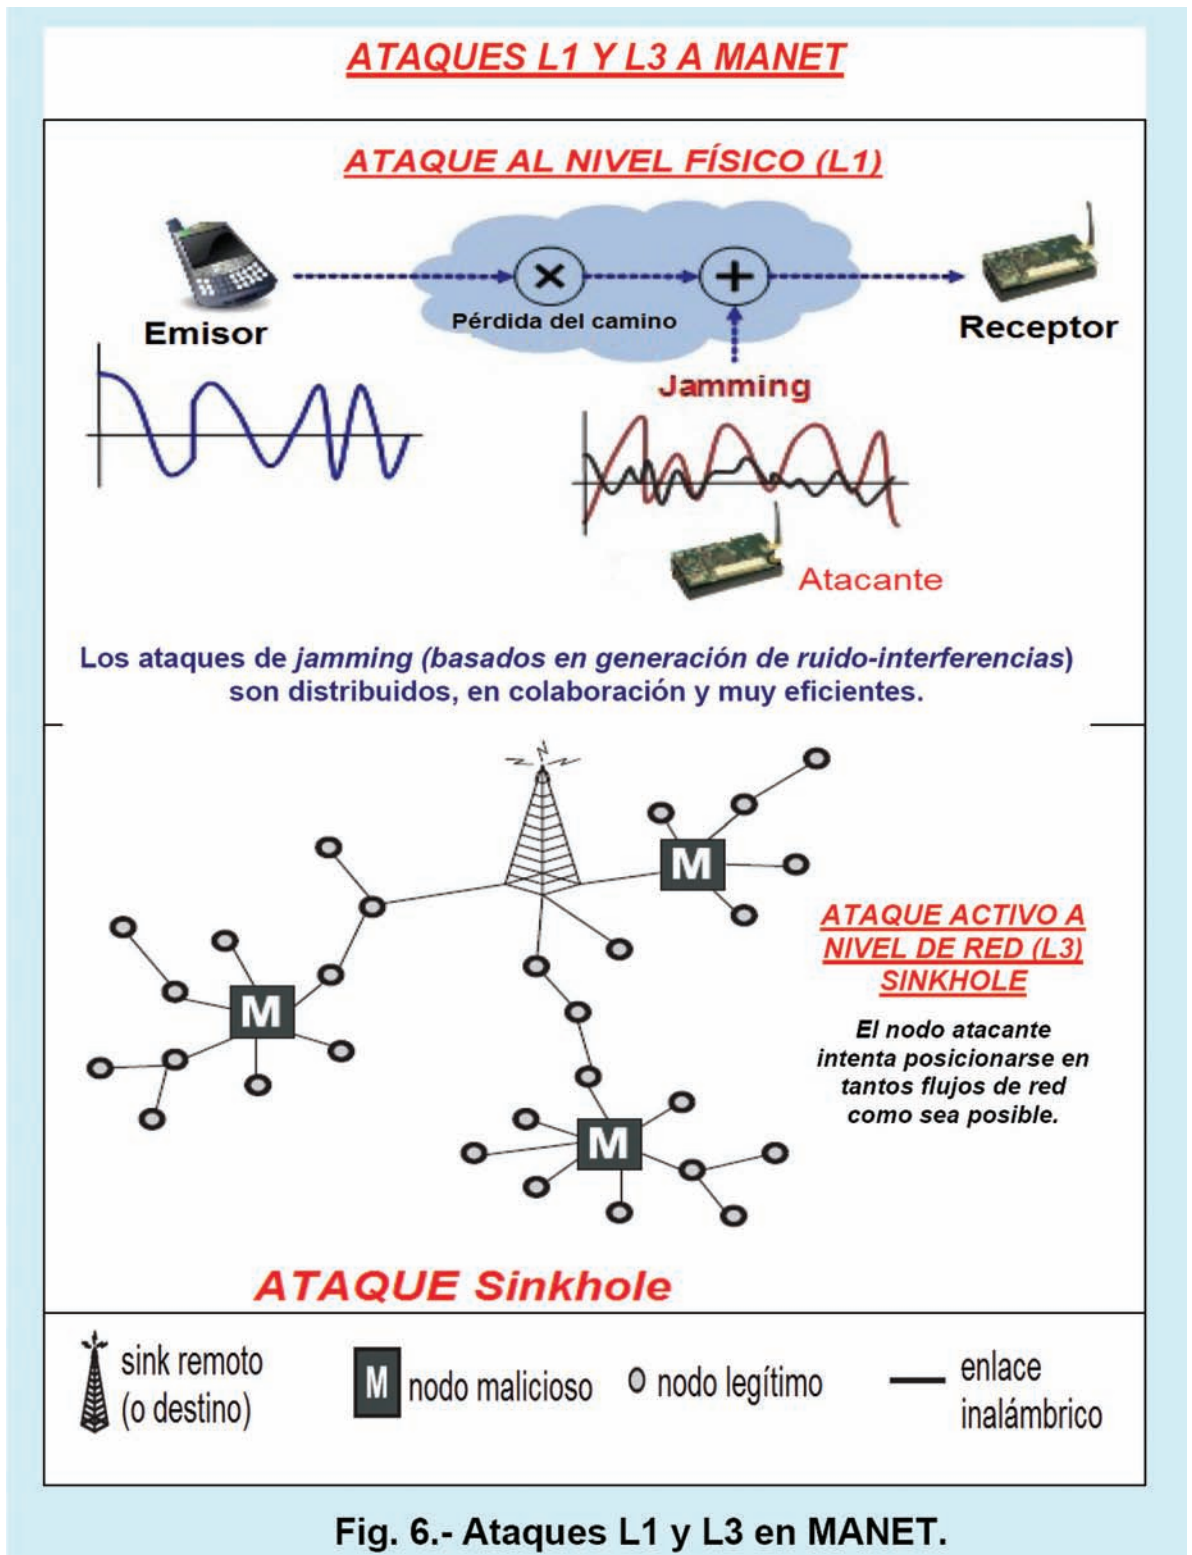 ATAQUES L1 Y L3 A MANET
ATAQUE AL NIVEL FÍSICO (L1)
Emisor
Pérdida del camino
Receptor
Jamming
Atacante
Los ataques de jamming (basados en generación de ruido-interferencias)
son distribuidos, en colaboración y muy eficientes.
M
ATAQUE ACTIVO A
NIVEL DE RED (L3)
SINKHOLE
El nodo atacante
intenta posicionarse en
tantos flujos de red
como sea posible.
M
M
ATAQUE Sinkhole
sink remoto
(o destino)
M nodo malicioso
nodo legítimo
enlace
inalámbrico
Fig. 6.- Ataques L1 y L3 en MANET.